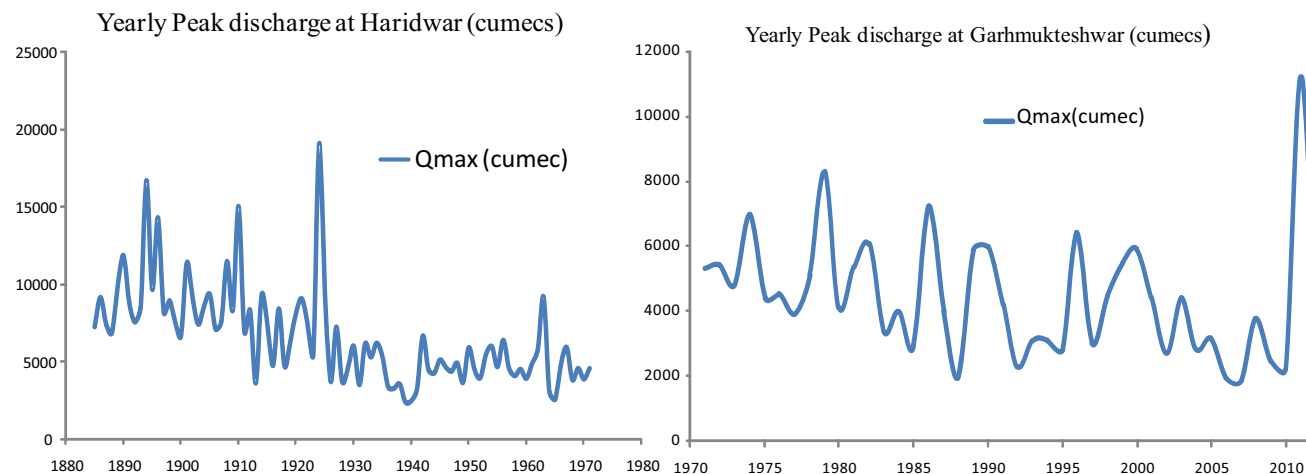 Yearly Peak discharge at Haridwar (cumecs)
25000
20000
15000
10000
5000
0
Qmax (cumec)
1880 1890 1900 1910 1920 1930 1940 1950 1960 1970 1980
Yearly Peak discharge at Garhmukteshwar (cumecs)
12000
10000
8000
6000
4000
2000
0
Qmax(cumec)
1970 1975 1980 1985 1990 1995 2000 2005 2010